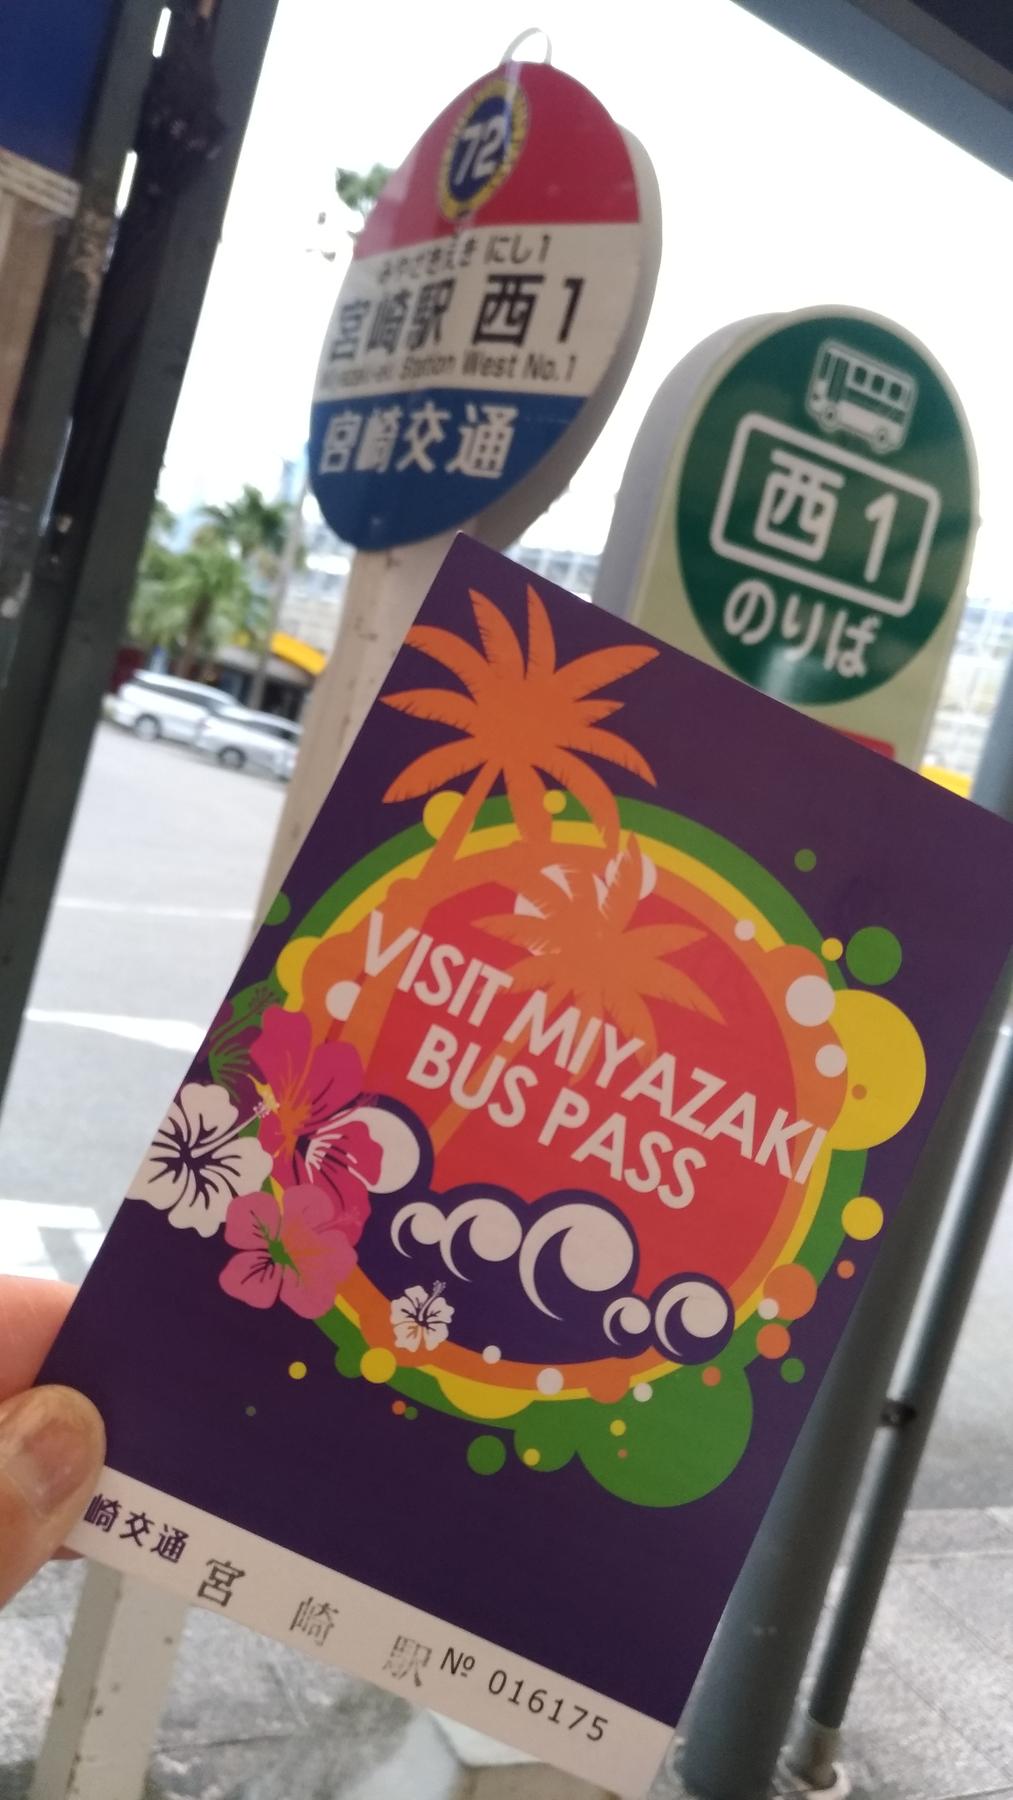 72
みやざきえき にし1
宮崎駅 西1
Miyazaki-eki Station West No.1
宮崎交通
西1
のりば
VISIT MIYAZAKI
BUS PASS
崎交通 宮崎駅 № 016175